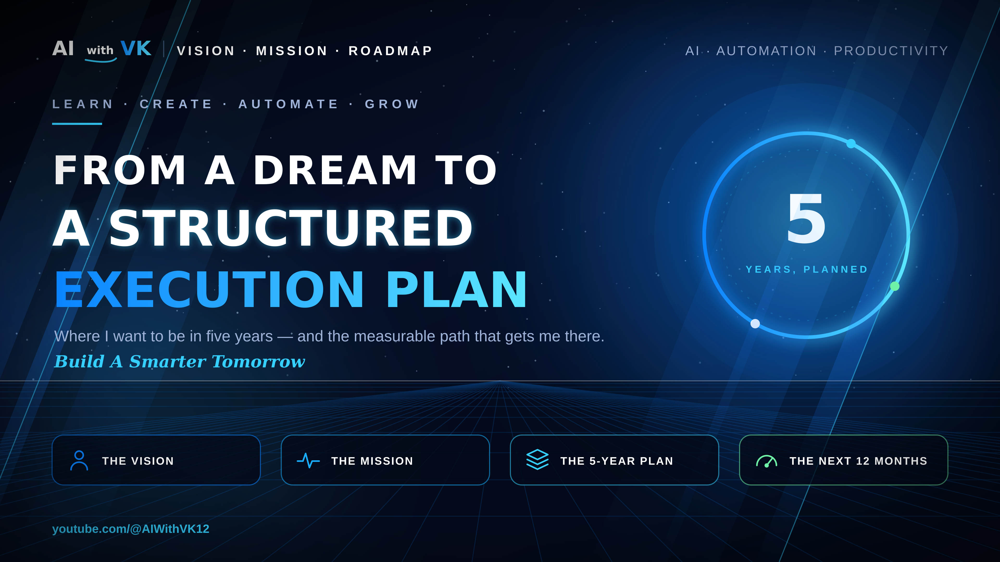 AI with VK | VISION · MISSION · ROADMAP
AI · AUTOMATION · PRODUCTIVITY
LEARN · CREATE · AUTOMATE · GROW
FROM A DREAM TO
A STRUCTURED
EXECUTION PLAN
Where I want to be in five years — and the measurable path that gets me there.
Build A Smarter Tomorrow
5
YEARS, PLANNED
THE VISION
THE MISSION
THE 5-YEAR PLAN
THE NEXT 12 MONTHS
youtube.com/@AIWithVK12